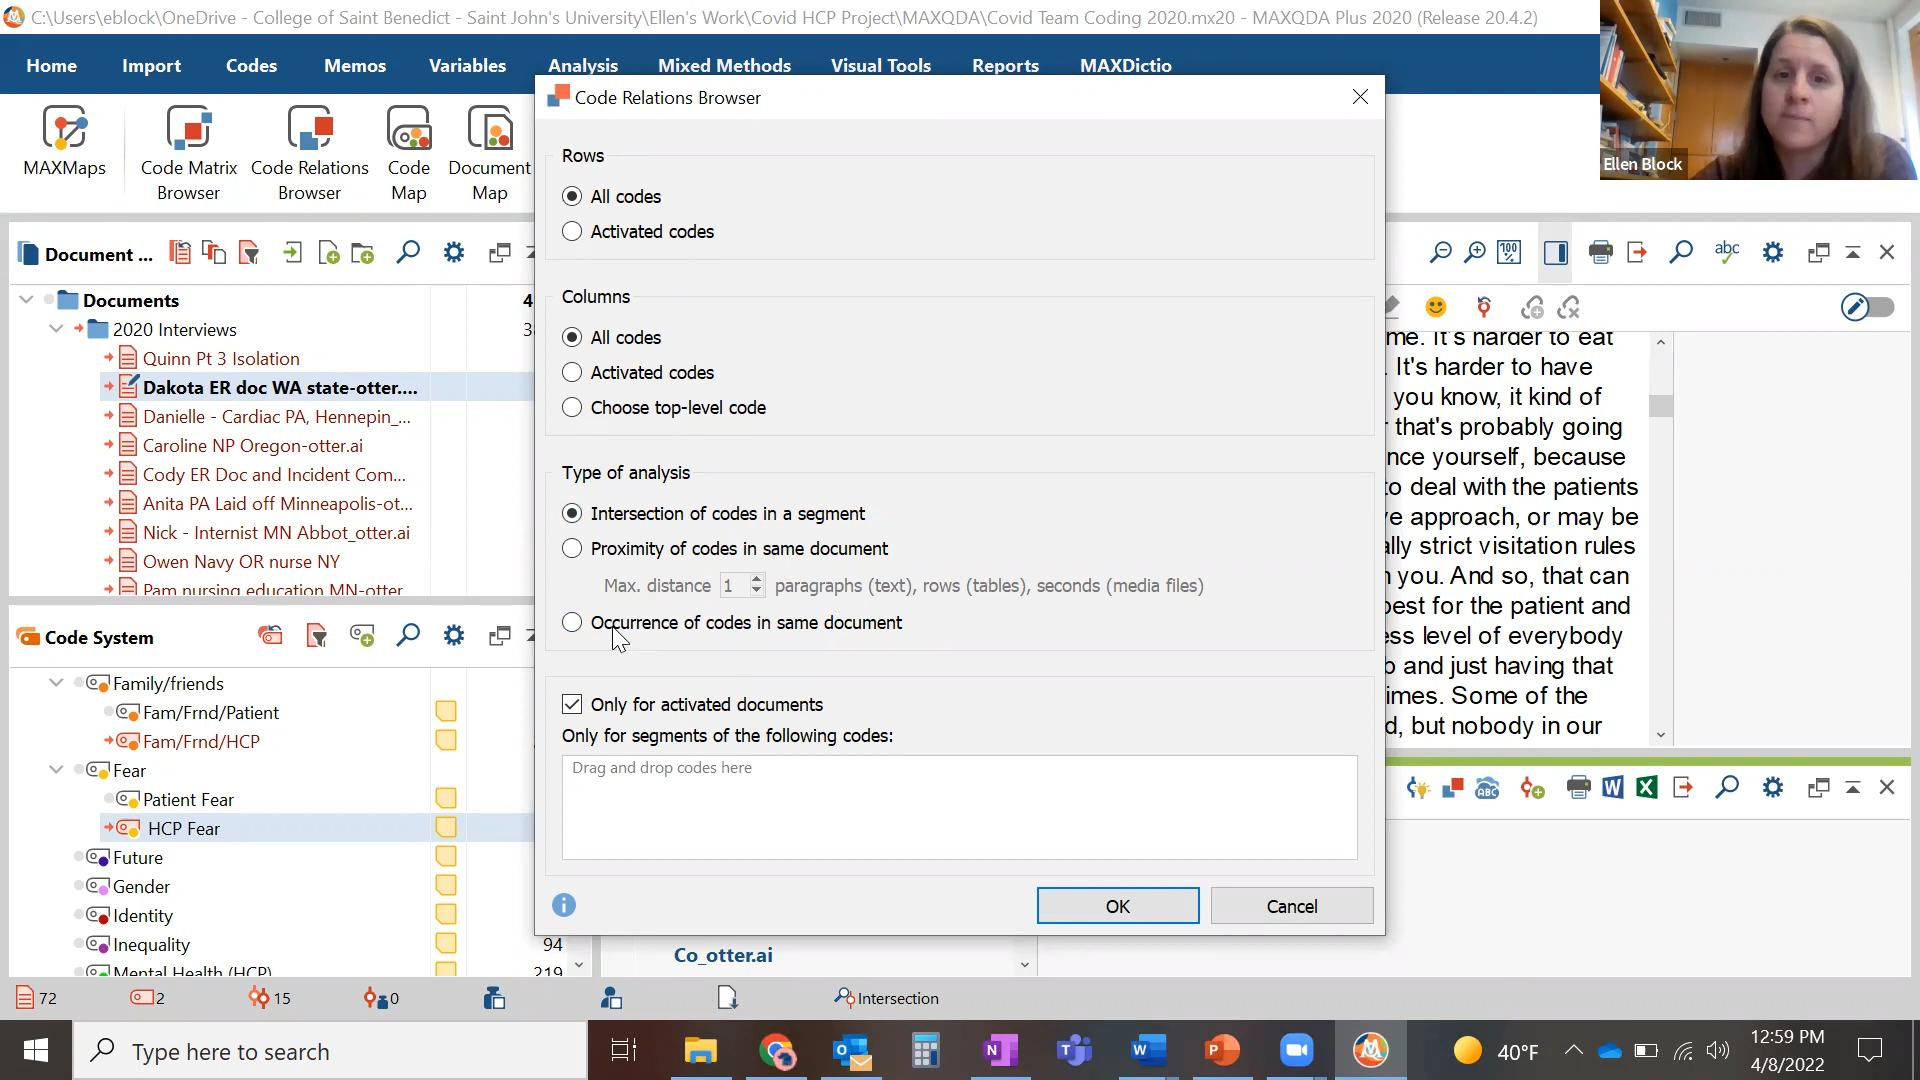 C:\Users\eblock\OneDrive - College of Saint Benedict - Saint John's University\Ellen's Work\Covid HCP Project\MAXQDA\Covid Team Coding 2020.mx20 - MAXQDA Plus 2020 (Release 20.4.2)
Home Import Codes Memos Variables Analysis Mixed Methods Visual Tools Reports MAXDictio
MAXMaps
Code Matrix Browser
Code Relations Browser
Code Map
Document Map
Ellen Block
Document ...
Documents 4
2020 Interviews 3
Quinn Pt 3 Isolation
Dakota ER doc WA state-otter....
Danielle - Cardiac PA, Hennepin_...
Caroline NP Oregon-otter.ai
Cody ER Doc and Incident Com...
Anita PA Laid off Minneapolis-ot...
Nick - Internist MN Abbot_otter.ai
Owen Navy OR nurse NY
Pam nursing education MN-otter
Code System
Family/friends
Fam/Frnd/Patient
Fam/Frnd/HCP
Fear
Patient Fear
HCP Fear
Future
Gender
Identity
Inequality 94
Mental Health (HCP) 219
Code Relations Browser
Rows
All codes
Activated codes
Columns
All codes
Activated codes
Choose top-level code
Type of analysis
Intersection of codes in a segment
Proximity of codes in same document
Max. distance 1 paragraphs (text), rows (tables), seconds (media files)
Occurrence of codes in same document
Only for activated documents
Only for segments of the following codes:
Drag and drop codes here
OK Cancel
100 %
abc
me. It's harder to eat
. It's harder to have
you know, it kind of
that's probably going
nce yourself, because
to deal with the patients
approach, or may be
ally strict visitation rules
you. And so, that can
best for the patient and
ess level of everybody
and just having that
imes. Some of the
d, but nobody in our
ABC
Co_otter.ai
72 2 15 0 Intersection
Type here to search
40°F
12:59 PM
4/8/2022